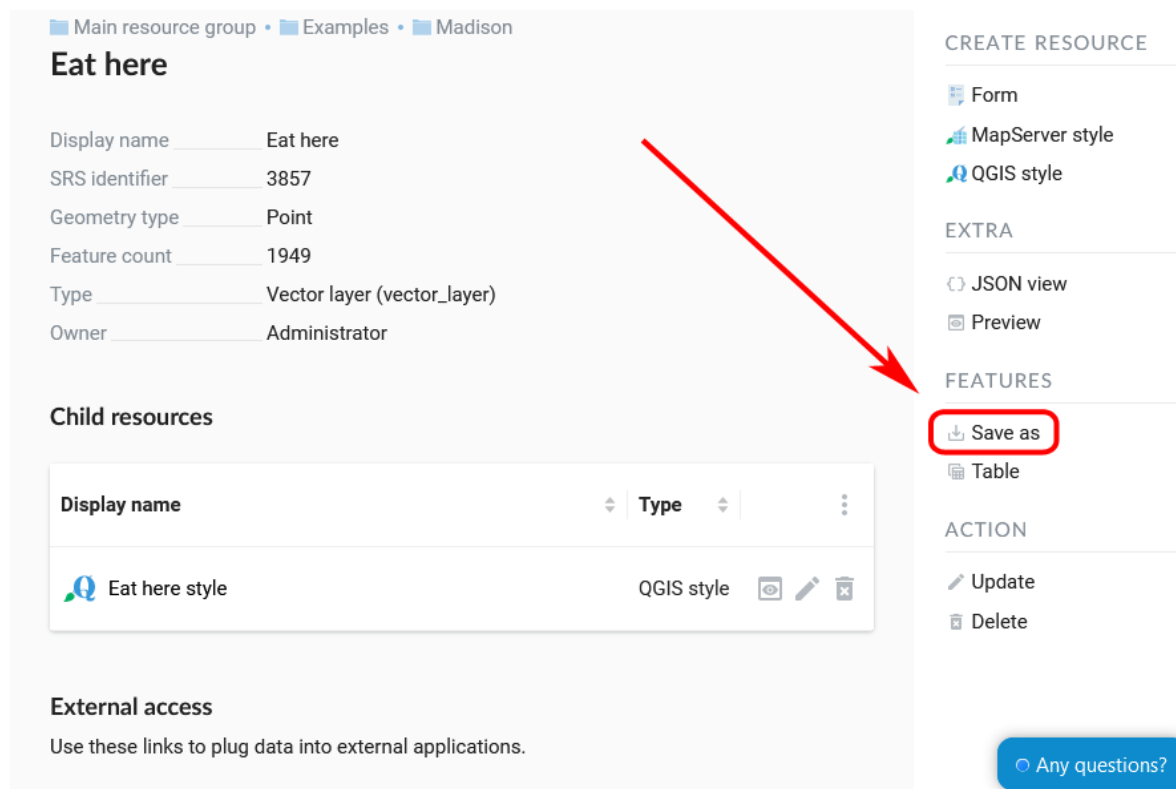 Main resource group • Examples • Madison
Eat here
Display name Eat here
SRS identifier 3857
Geometry type Point
Feature count 1949
Type Vector layer (vector_layer)
Owner Administrator
Child resources
Display name Type
Eat here style QGIS style
External access
Use these links to plug data into external applications.
CREATE RESOURCE
Form
MapServer style
QGIS style
EXTRA
JSON view
Preview
FEATURES
Save as
Table
ACTION
Update
Delete
Any questions?